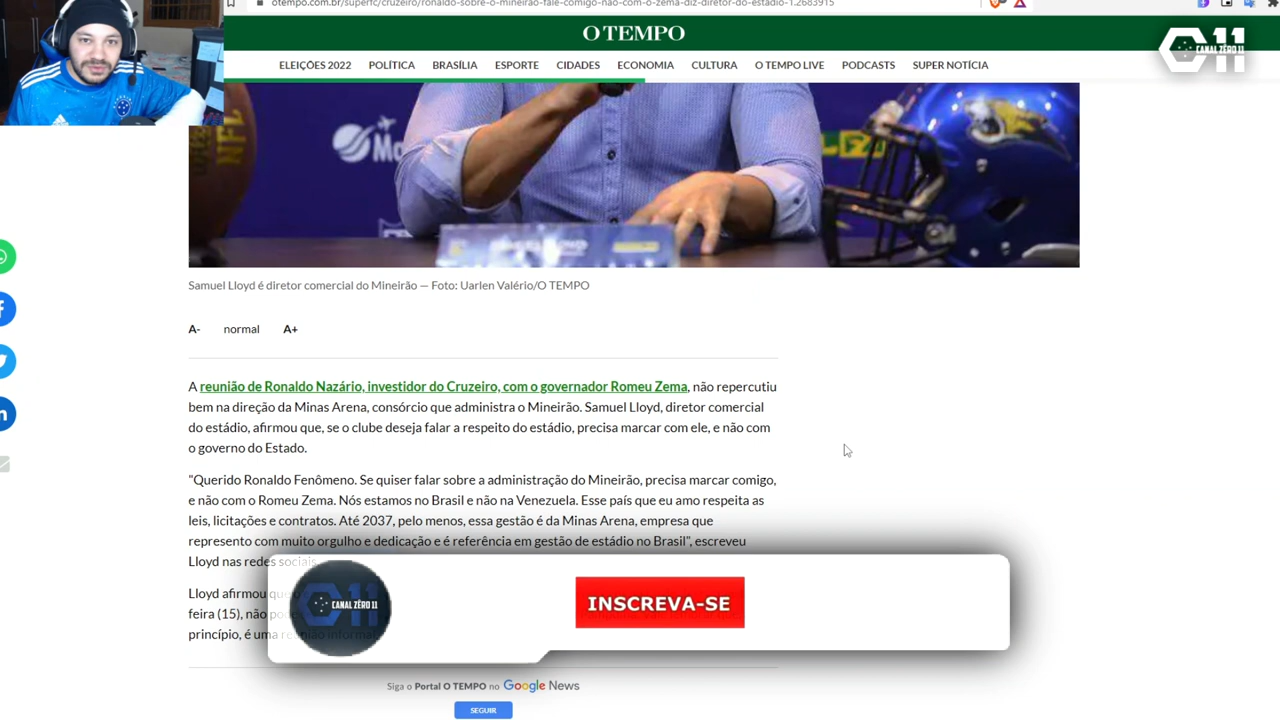 otempo.com.br/superfc/cruzeiro/ronaldo-sobre-o-mineirao-fale-comigo-nao-com-o-zema-diz-diretor-do-estadio-1.2683915
O TEMPO
CANAL ZÉRO 11
ELEIÇÕES 2022 POLÍTICA BRASÍLIA ESPORTE CIDADES ECONOMIA CULTURA O TEMPO LIVE PODCASTS SUPER NOTÍCIA
NFL
Samuel Lloyd é diretor comercial do Mineirão — Foto: Uarlen Valério/O TEMPO
A- normal A+
A reunião de Ronaldo Nazário, investidor do Cruzeiro, com o governador Romeu Zema, não repercutiu
bem na direção da Minas Arena, consórcio que administra o Mineirão. Samuel Lloyd, diretor comercial
do estádio, afirmou que, se o clube deseja falar a respeito do estádio, precisa marcar com ele, e não com
o governo do Estado.
"Querido Ronaldo Fenômeno. Se quiser falar sobre a administração do Mineirão, precisa marcar comigo,
e não com o Romeu Zema. Nós estamos no Brasil e não na Venezuela. Esse país que eu amo respeita as
leis, licitações e contratos. Até 2037, pelo menos, essa gestão é da Minas Arena, empresa que
represento com muito orgulho e dedicação e é referência em gestão de estádio no Brasil", escreveu
Lloyd nas redes sociais.
Lloyd afirmou que
feira (15), não
princípio, é uma reunião informal.
CANAL ZÉRO 11
INSCREVA-SE
Siga o Portal O TEMPO no Google News
SEGUIR